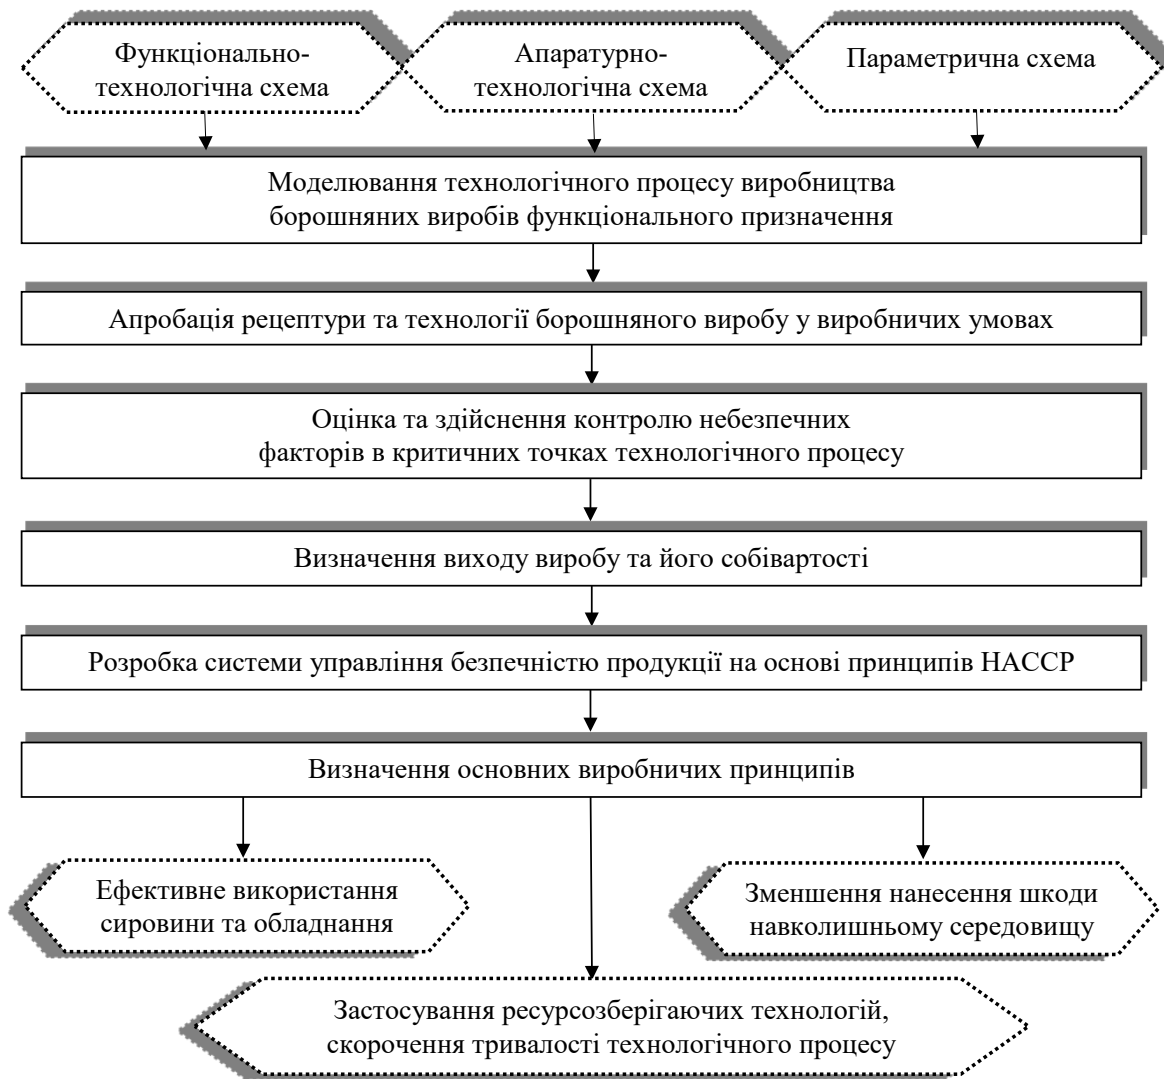 Функціонально-
технологічна схема
Апаратурно-
технологічна схема
Параметрична схема
Моделювання технологічного процесу виробництва
борошняних виробів функціонального призначення
Апробація рецептури та технології борошняного виробу у виробничих умовах
Оцінка та здійснення контролю небезпечних
факторів в критичних точках технологічного процесу
Визначення виходу виробу та його собівартості
Розробка системи управління безпечністю продукції на основі принципів НАССР
Визначення основних виробничих принципів
Ефективне використання
сировини та обладнання
Зменшення нанесення шкоди
навколишньому середовищу
Застосування ресурсозберігаючих технологій,
скорочення тривалості технологічного процесу